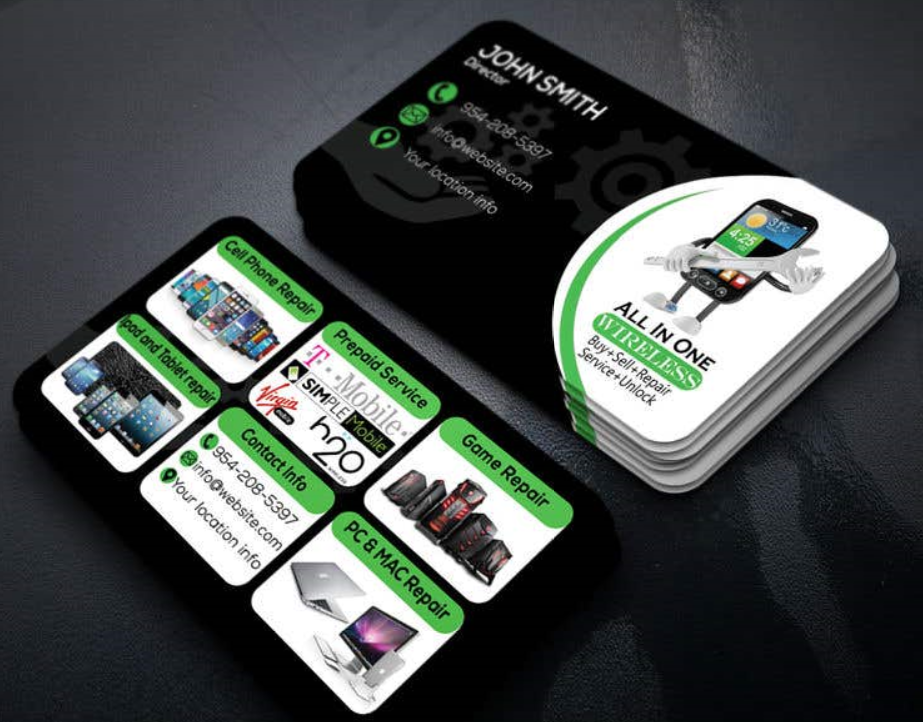 JOHN SMITH
Director
954-208-5397
info@website.com
Your location info
31°c
4:25
ALL IN ONE
WIRELESS
Buy+Sell+Repair
Service+Unlock
Cell Phone Repair
Ipad and Tablet repair
Prepaid Service
T··Mobile·
SIMPLE Mobile
Virgin
mobile
h2O
WIRELESS
Contact Info
954-208-5397
info@website.com
Your location info
Game Repair
PC & MAC Repair